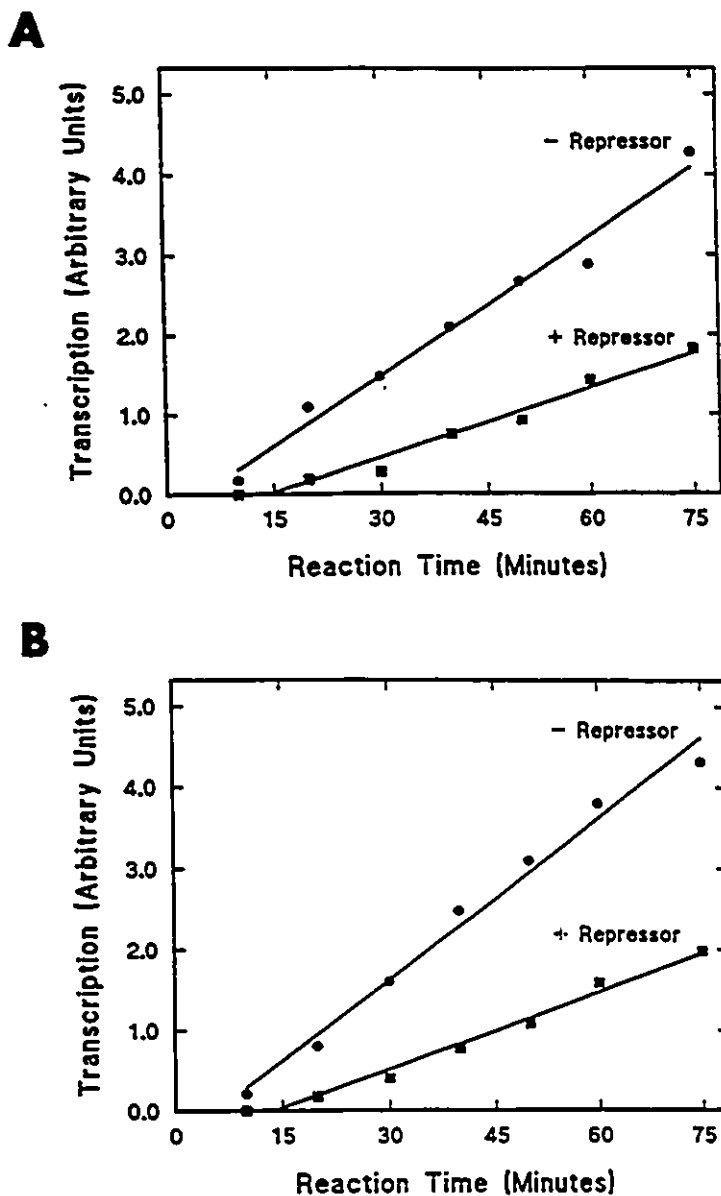 A
Transcription (Arbitrary Units)
5.0
4.0
3.0
2.0
1.0
0.0
− Repressor
+ Repressor
0 15 30 45 60 75
Reaction Time (Minutes)
B
Transcription (Arbitrary Units)
5.0
4.0
3.0
2.0
1.0
0.0
− Repressor
+ Repressor
0 15 30 45 60 75
Reaction Time (Minutes)